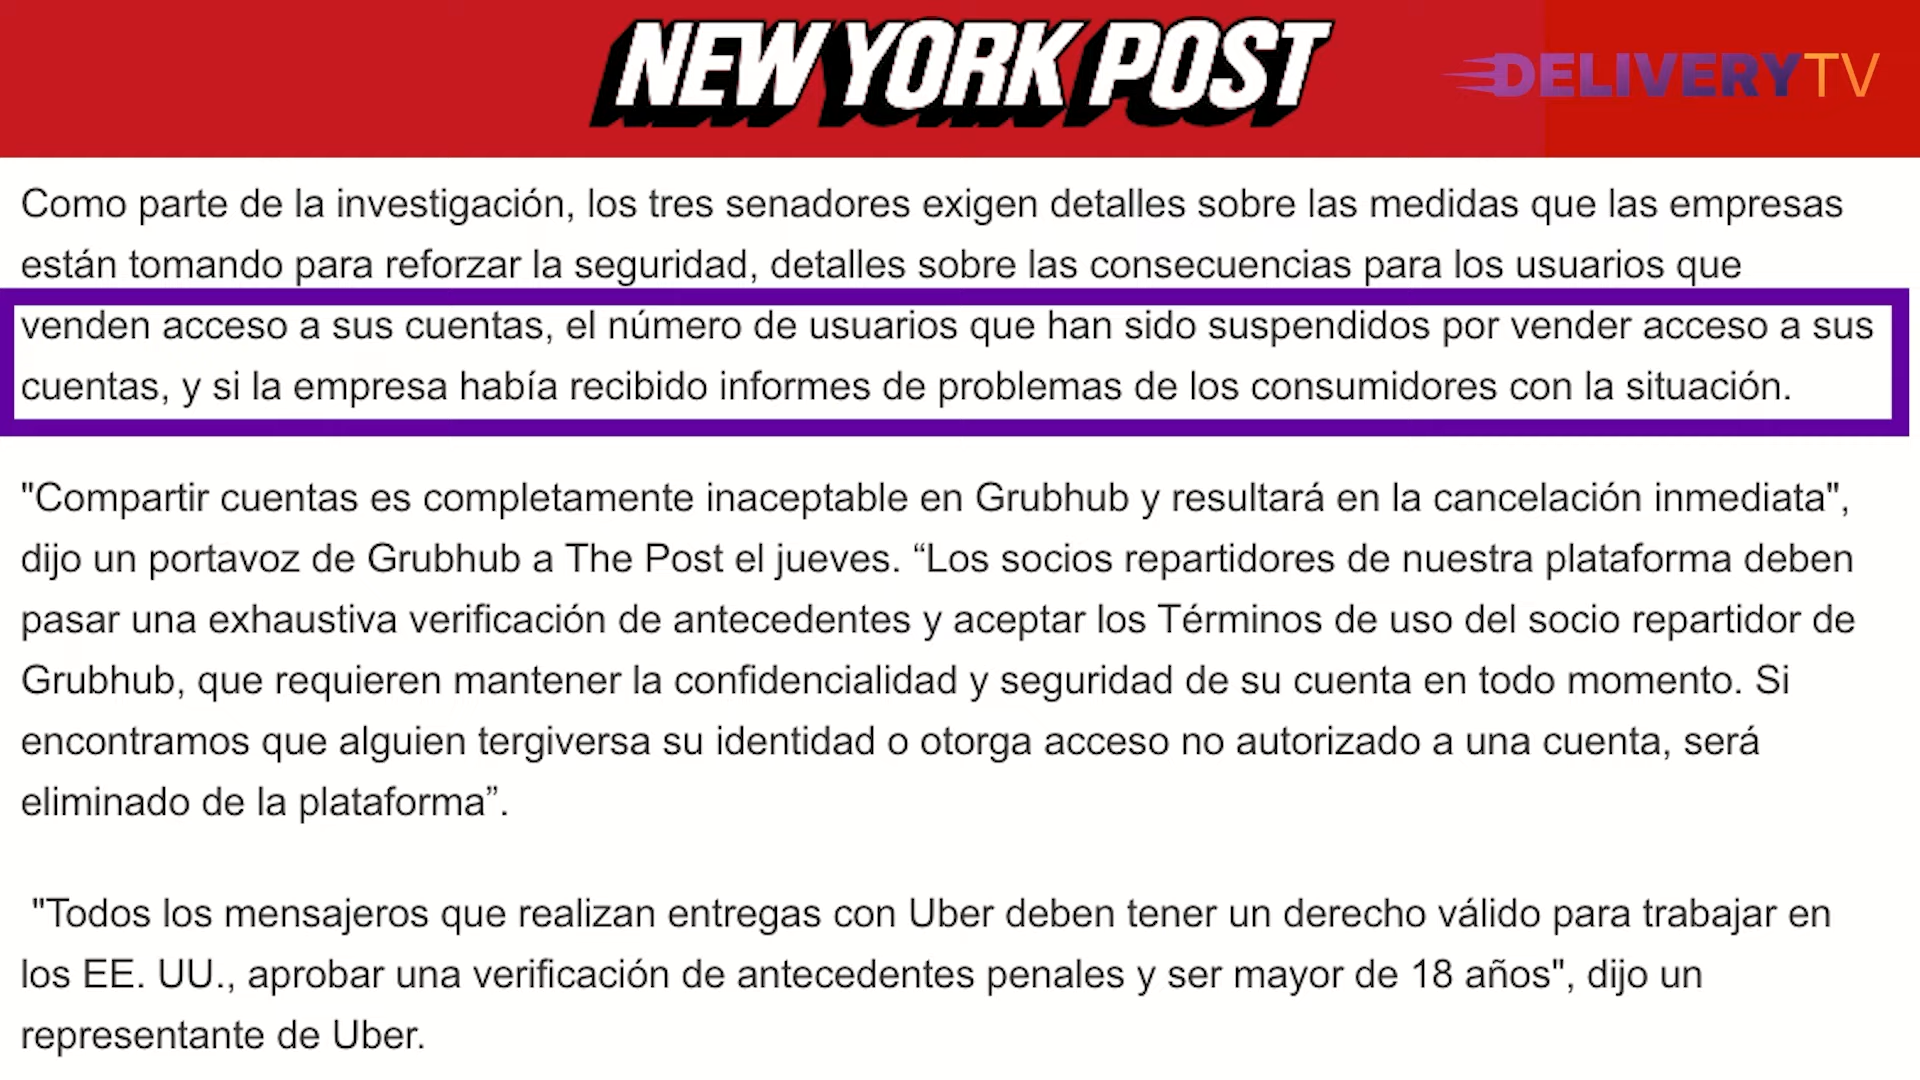 NEW YORK POST
DELIVERYTV
Como parte de la investigación, los tres senadores exigen detalles sobre las medidas que las empresas
están tomando para reforzar la seguridad, detalles sobre las consecuencias para los usuarios que
venden acceso a sus cuentas, el número de usuarios que han sido suspendidos por vender acceso a sus
cuentas, y si la empresa había recibido informes de problemas de los consumidores con la situación.
"Compartir cuentas es completamente inaceptable en Grubhub y resultará en la cancelación inmediata",
dijo un portavoz de Grubhub a The Post el jueves. “Los socios repartidores de nuestra plataforma deben
pasar una exhaustiva verificación de antecedentes y aceptar los Términos de uso del socio repartidor de
Grubhub, que requieren mantener la confidencialidad y seguridad de su cuenta en todo momento. Si
encontramos que alguien tergiversa su identidad o otorga acceso no autorizado a una cuenta, será
eliminado de la plataforma”.
"Todos los mensajeros que realizan entregas con Uber deben tener un derecho válido para trabajar en
los EE. UU., aprobar una verificación de antecedentes penales y ser mayor de 18 años", dijo un
representante de Uber.